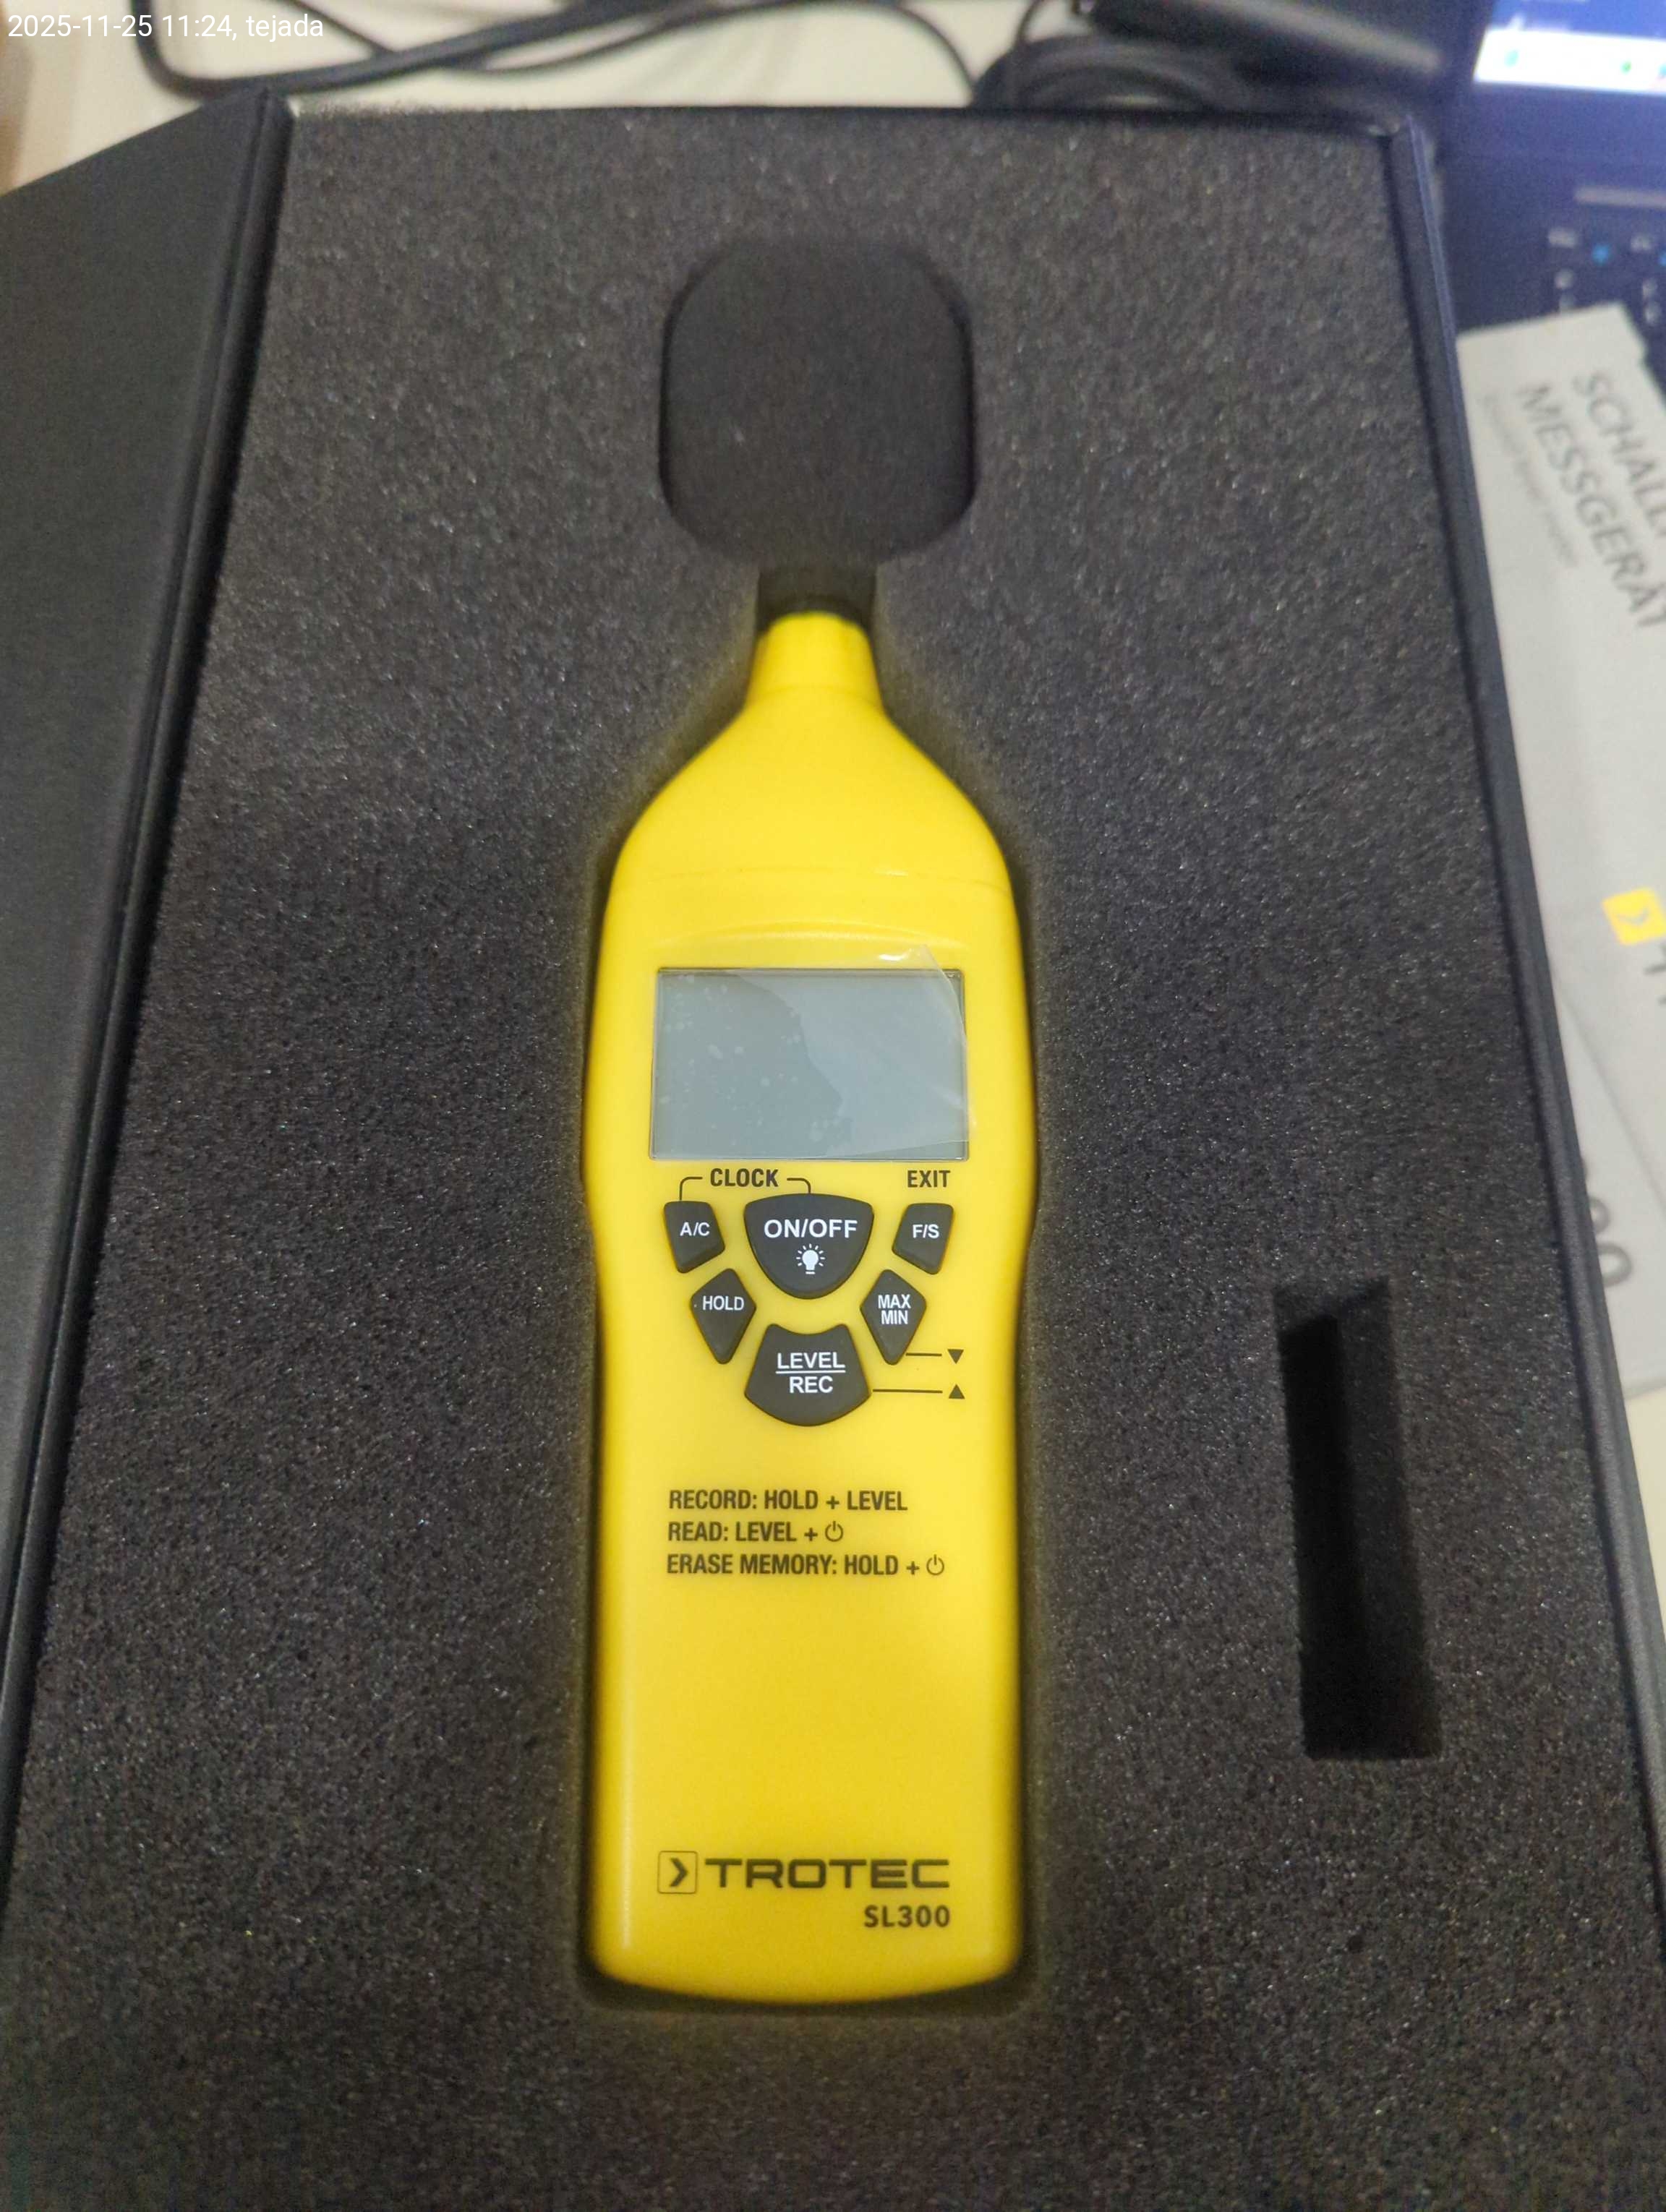 2025-11-25 11:24, tejada
SCHALL
MESSGERÄT
CLOCK
EXIT
A/C
ON/OFF
F/S
HOLD
MAX
MIN
LEVEL
REC
RECORD: HOLD + LEVEL
READ: LEVEL + ⏻
ERASE MEMORY: HOLD + ⏻
TROTEC
SL300